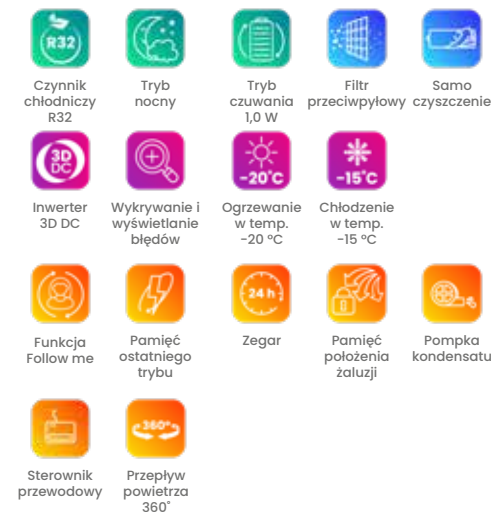 R32
Czynnik
chłodniczy
R32
Tryb
nocny
Tryb
czuwania
1,0 W
Filtr
przeciwpyłowy
Samo
czyszczenie
3D
DC
Inwerter
3D DC
Wykrywanie i
wyświetlanie
błędów
-20°C
Ogrzewanie
w temp.
-20 °C
-15°C
Chłodzenie
w temp.
-15 °C
Funkcja
Follow me
Pamięć
ostatniego
trybu
24 h
Zegar
Pamięć
położenia
żaluzji
Pompka
kondensatu
Sterownik
przewodowy
360°
Przepływ
powietrza
360°